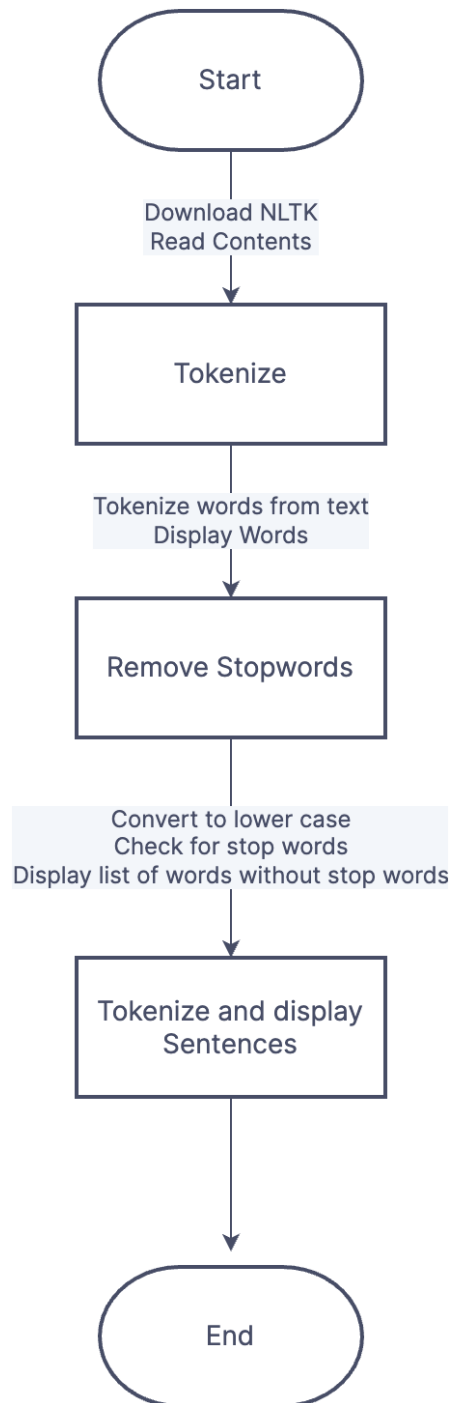 Start
Download NLTK
Read Contents
Tokenize
Tokenize words from text
Display Words
Remove Stopwords
Convert to lower case
Check for stop words
Display list of words without stop words
Tokenize and display
Sentences
End